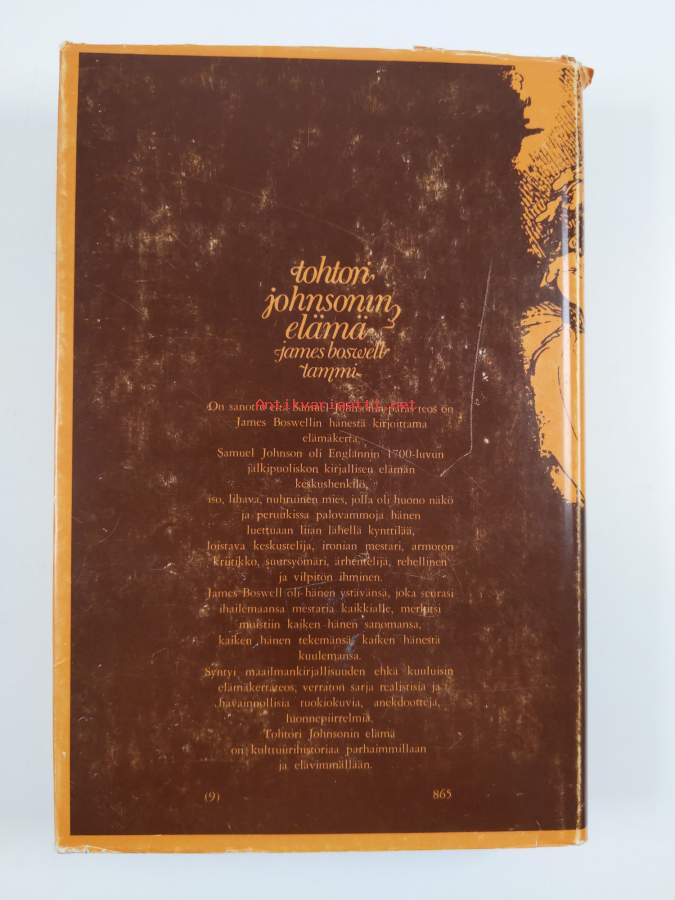 tohtori
johnsonin
elämä
james boswell
tammi
Antikvariaatti.com
On sanottu että Samuel Johnsonin paras teos on
James Boswellin hänestä kirjoittama
elämäkerta.
Samuel Johnson oli Englannin 1700-luvun
jälkipuoliskon kirjallisen elämän
keskushenkilö,
iso, lihava, nuhruinen mies, jolla oli huono näkö
ja peruukissa palovammoja hänen
luettuaan liian lähellä kynttilää,
loistava keskustelija, ironian mestari, armoton
kriitikko, suursyömäri, ärhentelijä, rehellinen
ja vilpitön ihminen.
James Boswell oli hänen ystävänsä, joka seurasi
ihailemaansa mestaria kaikkialle, merkitsi
muistiin kaiken hänen sanomansa,
kaiken hänen tekemänsä, kaiken hänestä
kuulemansa.
Syntyi maailmankirjallisuuden ehkä kuuluisin
elämäkertateos, verraton sarja realistisia ja
havainnollisia tuokiokuvia, anekdootteja,
luonnepiirrelmiä.
Tohtori Johnsonin elämä
on kulttuurihistoriaa parhaimmillaan
ja elävimmällään.
(9) 865